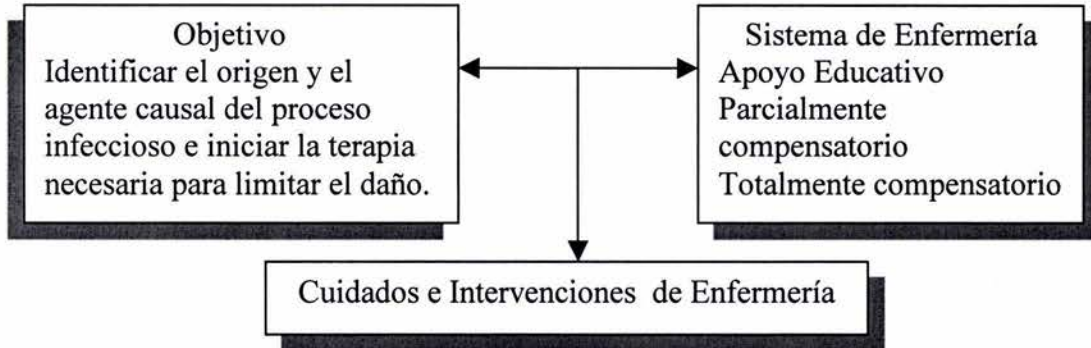 Objetivo
Identificar el origen y el
agente causal del proceso
infeccioso e iniciar la terapia
necesaria para limitar el daño.
Sistema de Enfermería
Apoyo Educativo
Parcialmente
compensatorio
Totalmente compensatorio
Cuidados e Intervenciones de Enfermería